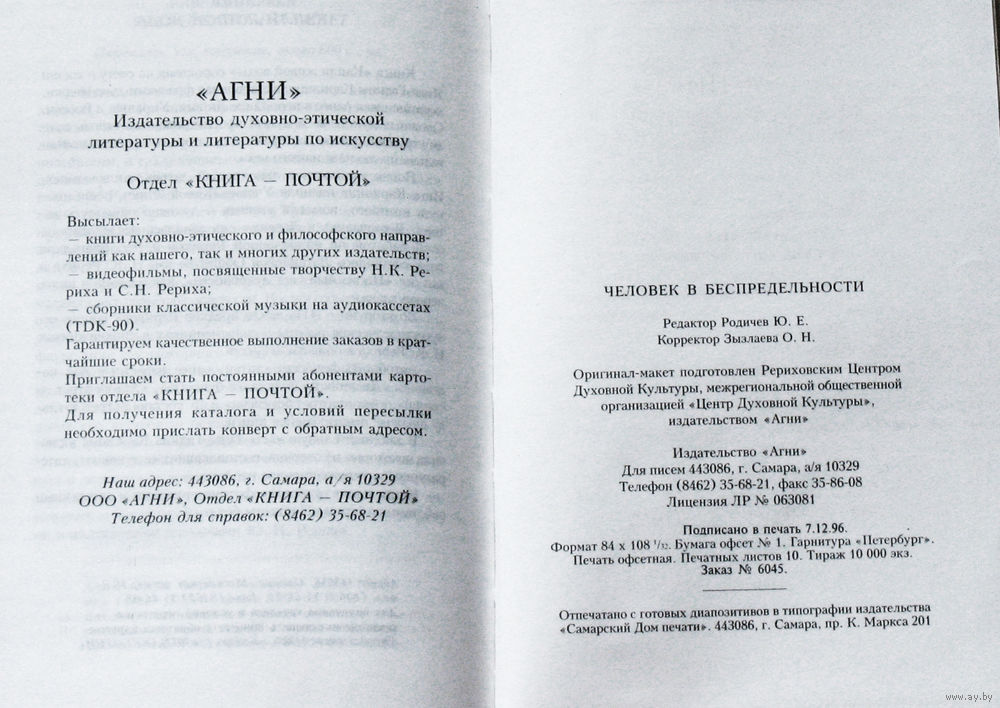 «АГНИ»
Издательство духовно-этической
литературы и литературы по искусству
Отдел «КНИГА — ПОЧТОЙ»
Высылает:
— книги духовно-этического и философского направ-
лений как нашего, так и многих других издательств;
— видеофильмы, посвященные творчеству Н.К. Ре-
риха и С.Н. Рериха;
— сборники классической музыки на аудиокассетах
(TDK-90).
Гарантируем качественное выполнение заказов в крат-
чайшие сроки.
Приглашаем стать постоянными абонентами карто-
теки отдела «КНИГА — ПОЧТОЙ».
Для получения каталога и условий пересылки
необходимо прислать конверт с обратным адресом.
Наш адрес: 443086, г. Самара, а/я 10329
ООО «АГНИ», Отдел «КНИГА — ПОЧТОЙ»
Телефон для справок: (8462) 35-68-21
ЧЕЛОВЕК В БЕСПРЕДЕЛЬНОСТИ
Редактор Родичев Ю. Е.
Корректор Зызлаева О. Н.
Оригинал-макет подготовлен Рериховским Центром
Духовной Культуры, межрегиональной общественной
организацией «Центр Духовной Культуры»,
издательством «Агни»
Издательство «Агни»
Для писем 443086, г. Самара, а/я 10329
Телефон (8462) 35-68-21, факс 35-86-08
Лицензия ЛР № 063081
Подписано в печать 7.12.96.
Формат 84 х 108 1/32. Бумага офсет № 1. Гарнитура «Петербург».
Печать офсетная. Печатных листов 10. Тираж 10 000 экз.
Заказ № 6045.
Отпечатано с готовых диапозитивов в типографии издательства
«Самарский Дом печати». 443086, г. Самара, пр. К. Маркса 201
www.ay.by